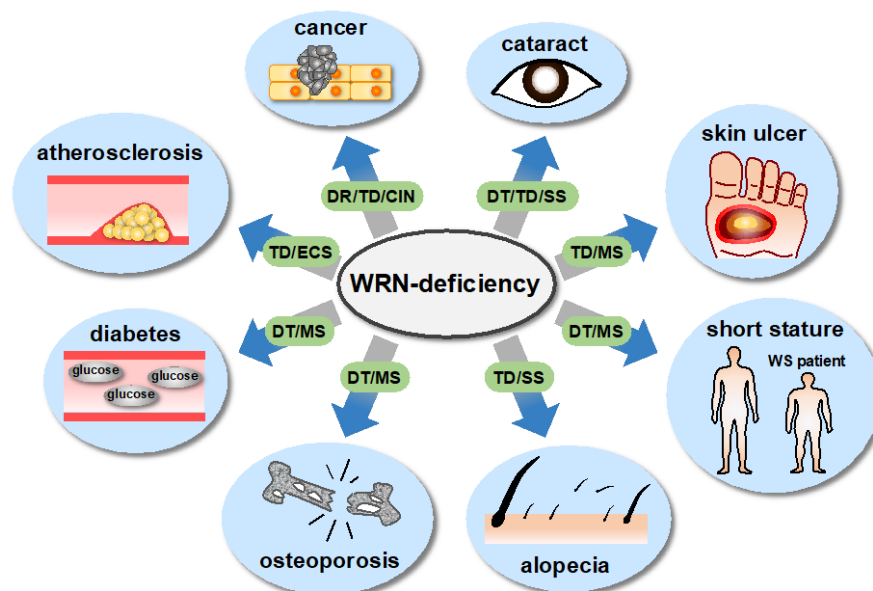 cancer
cataract
atherosclerosis
skin ulcer
DR/TD/CIN
DT/TD/SS
TD/ECS
TD/MS
WRN-deficiency
diabetes
glucose
glucose
glucose
DT/MS
DT/MS
short stature
WS patient
DT/MS
TD/SS
osteoporosis
alopecia